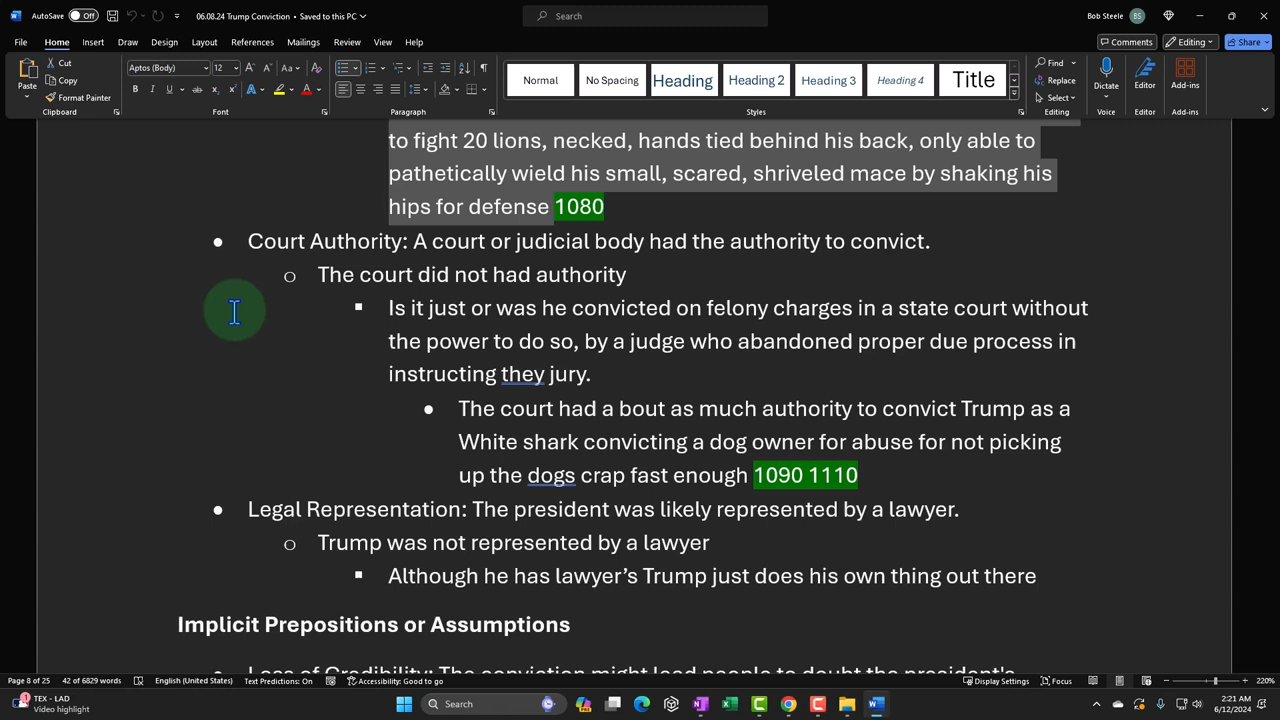 AutoSave Off 06.08.24 Trump Conviction • Saved to this PC Search Bob Steele BS
File Home Insert Draw Design Layout References Mailings Review View Help Comments Editing Share
Paste Cut Copy Format Painter Clipboard
Aptos (Body) 12 Font
Paragraph
Normal No Spacing Heading Heading 2 Heading 3 Heading 4 Title Styles
Find Replace Select Editing
Dictate Voice Editor Editor Add-ins Add-ins
to fight 20 lions, necked, hands tied behind his back, only able to
pathetically wield his small, scared, shriveled mace by shaking his
hips for defense 1080
• Court Authority: A court or judicial body had the authority to convict.
o The court did not had authority
▪ Is it just or was he convicted on felony charges in a state court without
the power to do so, by a judge who abandoned proper due process in
instructing they jury.
• The court had a bout as much authority to convict Trump as a
White shark convicting a dog owner for abuse for not picking
up the dogs crap fast enough 1090 1110
• Legal Representation: The president was likely represented by a lawyer.
o Trump was not represented by a lawyer
▪ Although he has lawyer’s Trump just does his own thing out there
Implicit Prepositions or Assumptions
• Loss of Credibility: The conviction might lead people to doubt the president's
Page 8 of 25 42 of 6829 words English (United States) Text Predictions: On Accessibility: Good to go Display Settings Focus 220%
TEX - LAD
Video highlight
Search
2:21 AM
6/12/2024